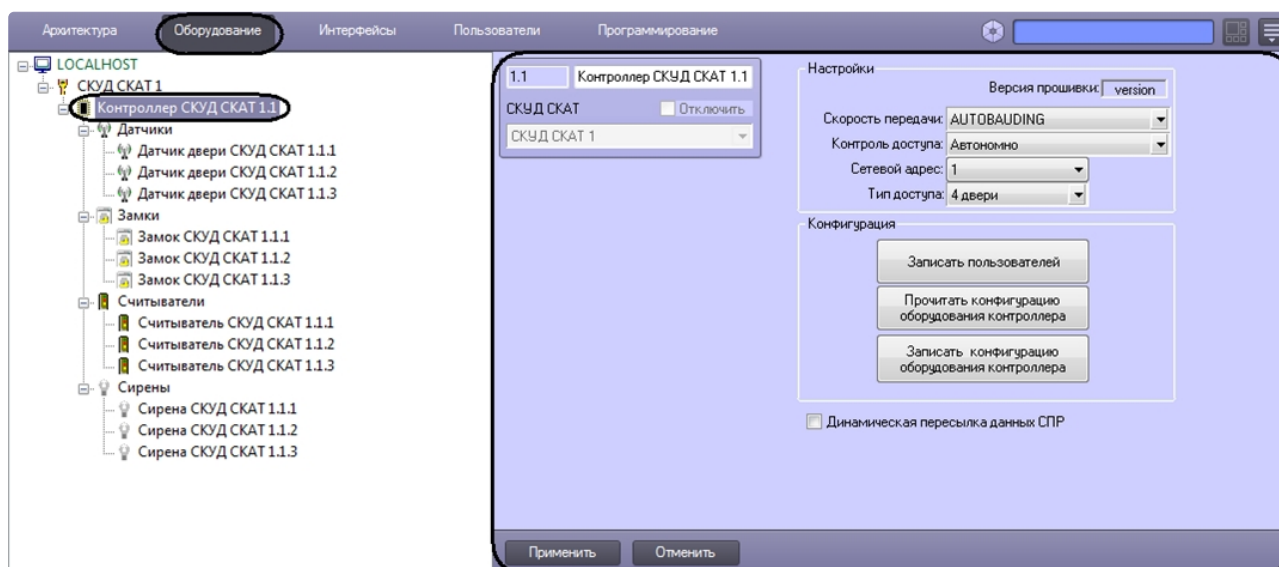 Архитектура Оборудование Интерфейсы Пользователи Программирование
LOCALHOST
СКУД СКАТ 1
Контроллер СКУД СКАТ 1.1
Датчики
Датчик двери СКУД СКАТ 1.1.1
Датчик двери СКУД СКАТ 1.1.2
Датчик двери СКУД СКАТ 1.1.3
Замки
Замок СКУД СКАТ 1.1.1
Замок СКУД СКАТ 1.1.2
Замок СКУД СКАТ 1.1.3
Считыватели
Считыватель СКУД СКАТ 1.1.1
Считыватель СКУД СКАТ 1.1.2
Считыватель СКУД СКАТ 1.1.3
Сирены
Сирена СКУД СКАТ 1.1.1
Сирена СКУД СКАТ 1.1.2
Сирена СКУД СКАТ 1.1.3
1.1 Контроллер СКУД СКАТ 1.1
СКУД СКАТ Отключить
СКУД СКАТ 1
Настройки
Версия прошивки: version
Скорость передачи: AUTOBAUDING
Контроль доступа: Автономно
Сетевой адрес: 1
Тип доступа: 4 двери
Конфигурация
Записать пользователей
Прочитать конфигурацию
оборудования контроллера
Записать конфигурацию
оборудования контроллера
Динамическая пересылка данных СПР
Применить Отменить